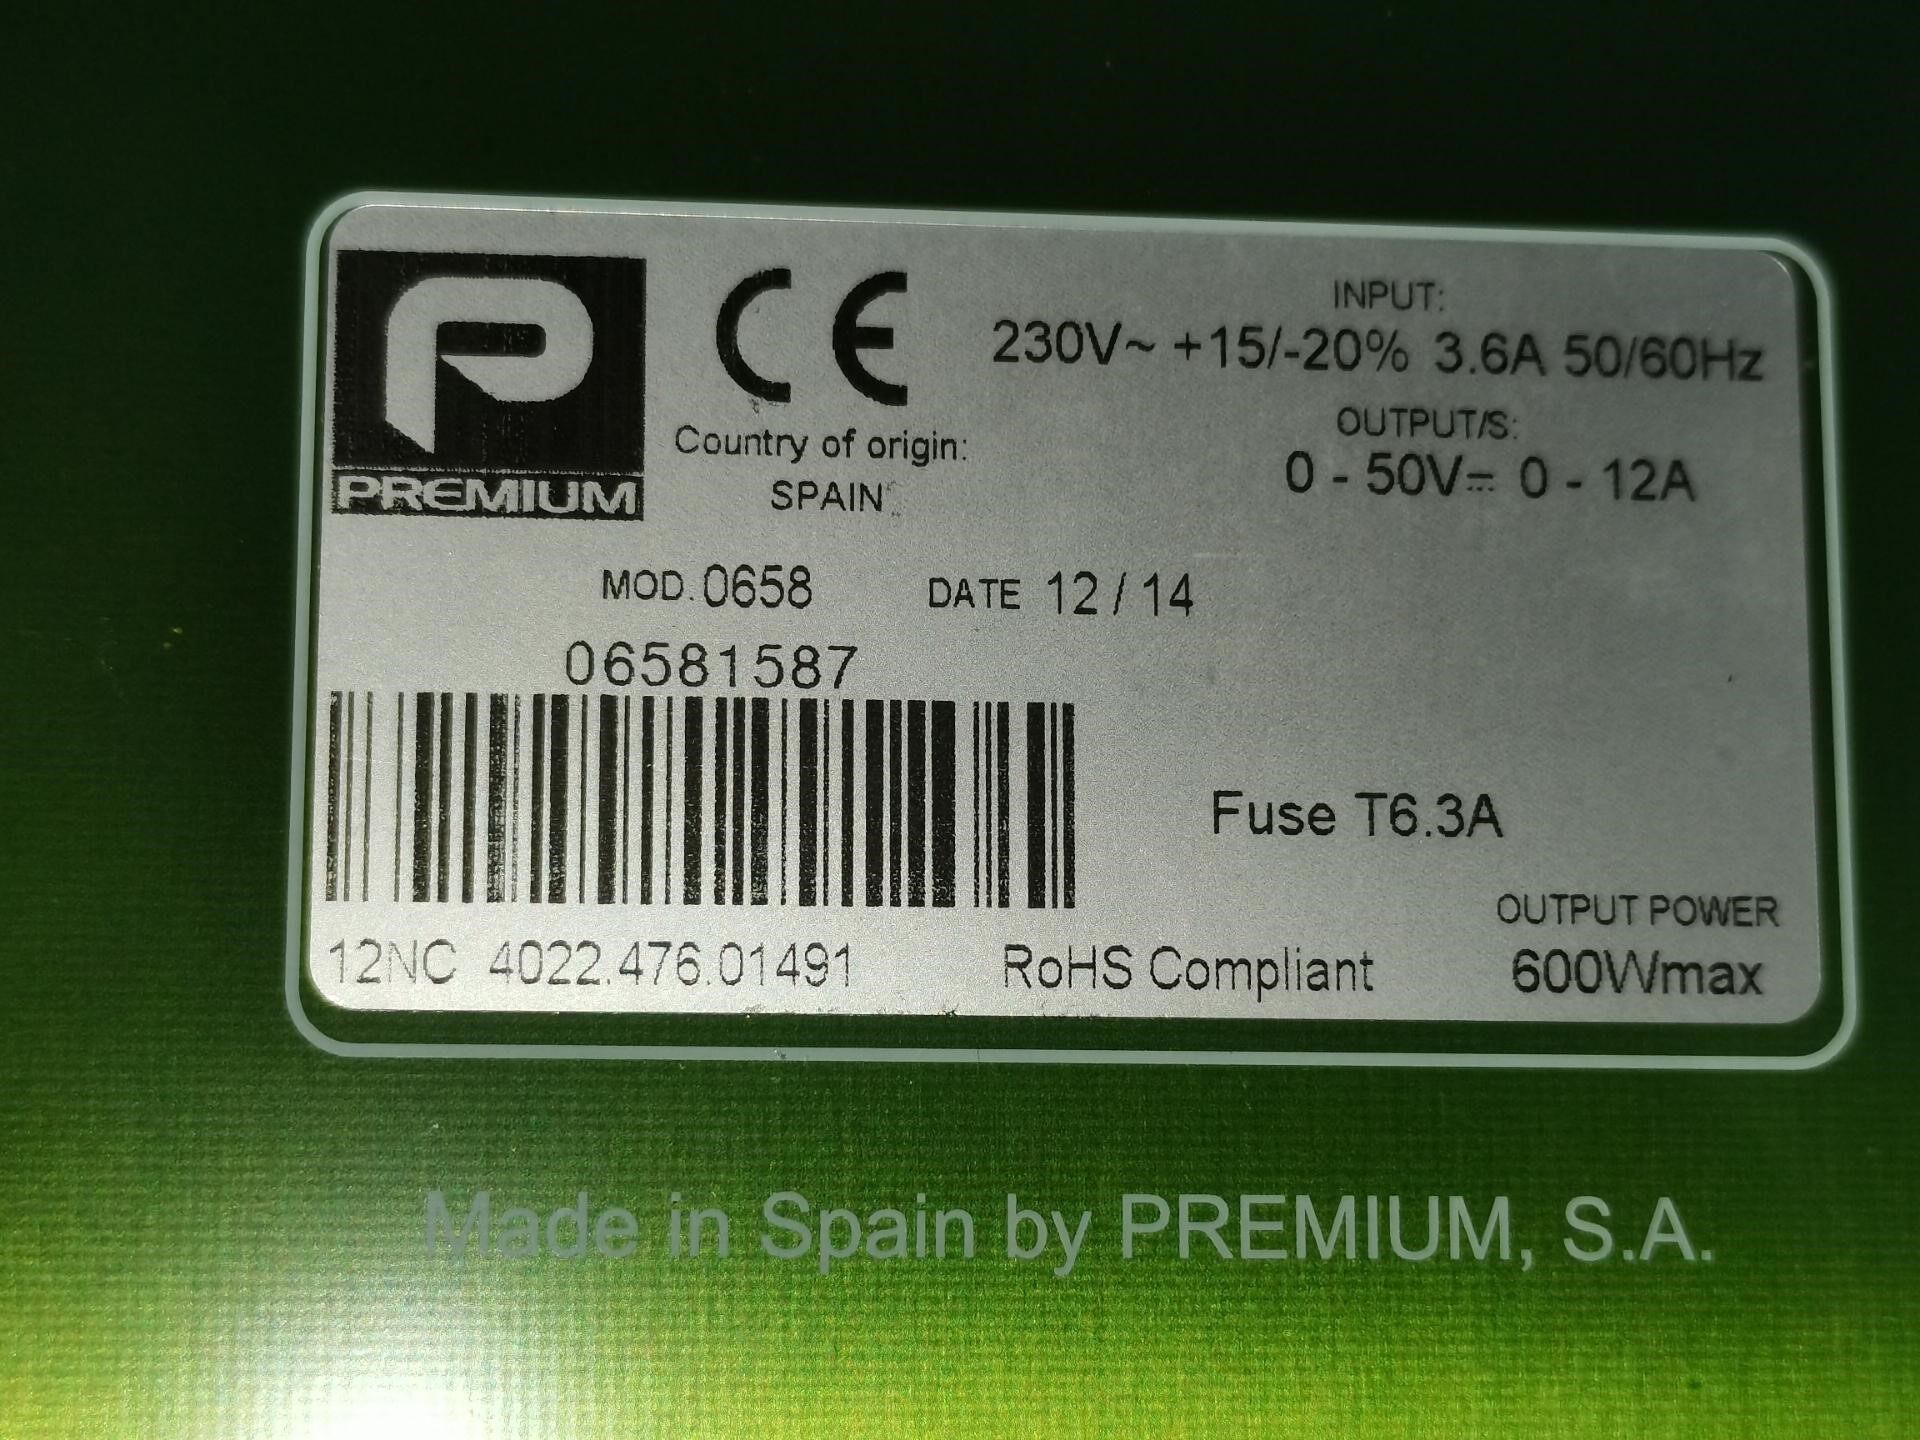 PREMIUM
CE
Country of origin:
SPAIN
INPUT:
230V~ +15/-20% 3.6A 50/60Hz
OUTPUT/S:
0 - 50V⎓ 0 - 12A
MOD.0658 DATE 12 / 14
06581587
Fuse T6.3A
OUTPUT POWER
12NC 4022.476.01491 RoHS Compliant 600Wmax
Made in Spain by PREMIUM, S.A.